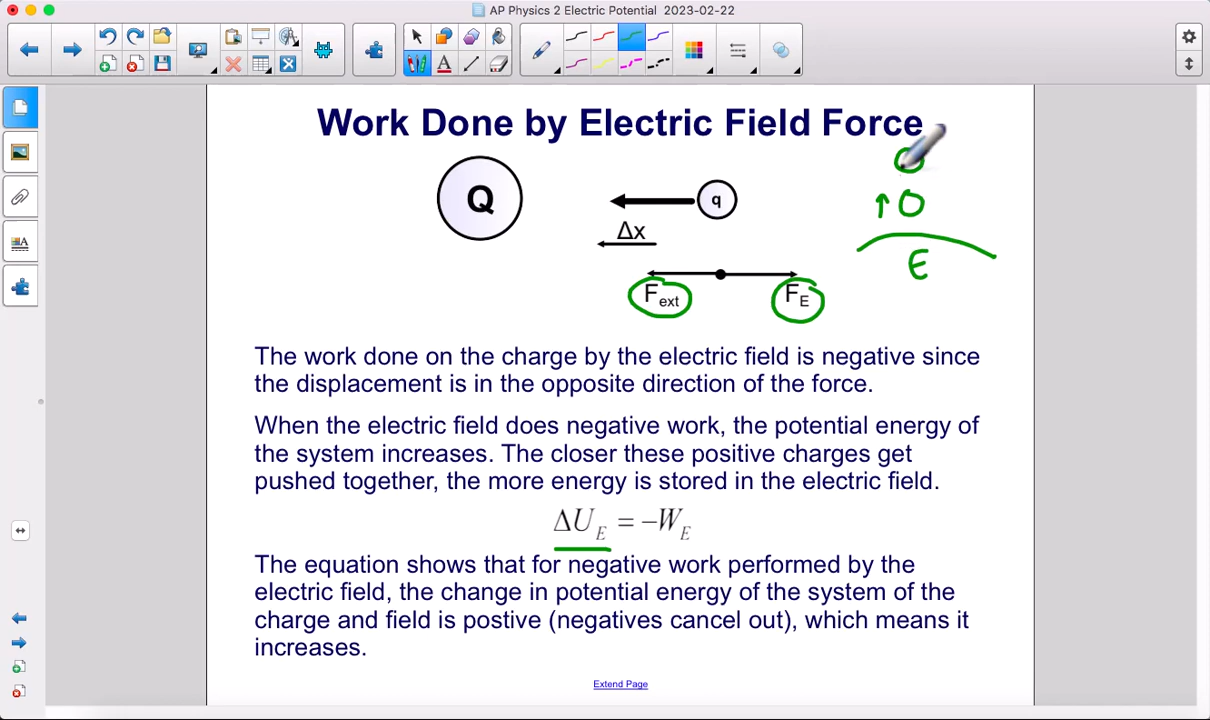 AP Physics 2 Electric Potential 2023-02-22
Work Done by Electric Field Force
Q
q
Δx
F_ext
F_E
O
O
E
The work done on the charge by the electric field is negative since
the displacement is in the opposite direction of the force.
When the electric field does negative work, the potential energy of
the system increases. The closer these positive charges get
pushed together, the more energy is stored in the electric field.
ΔU_E = −W_E
The equation shows that for negative work performed by the
electric field, the change in potential energy of the system of the
charge and field is postive (negatives cancel out), which means it
increases.
Extend Page